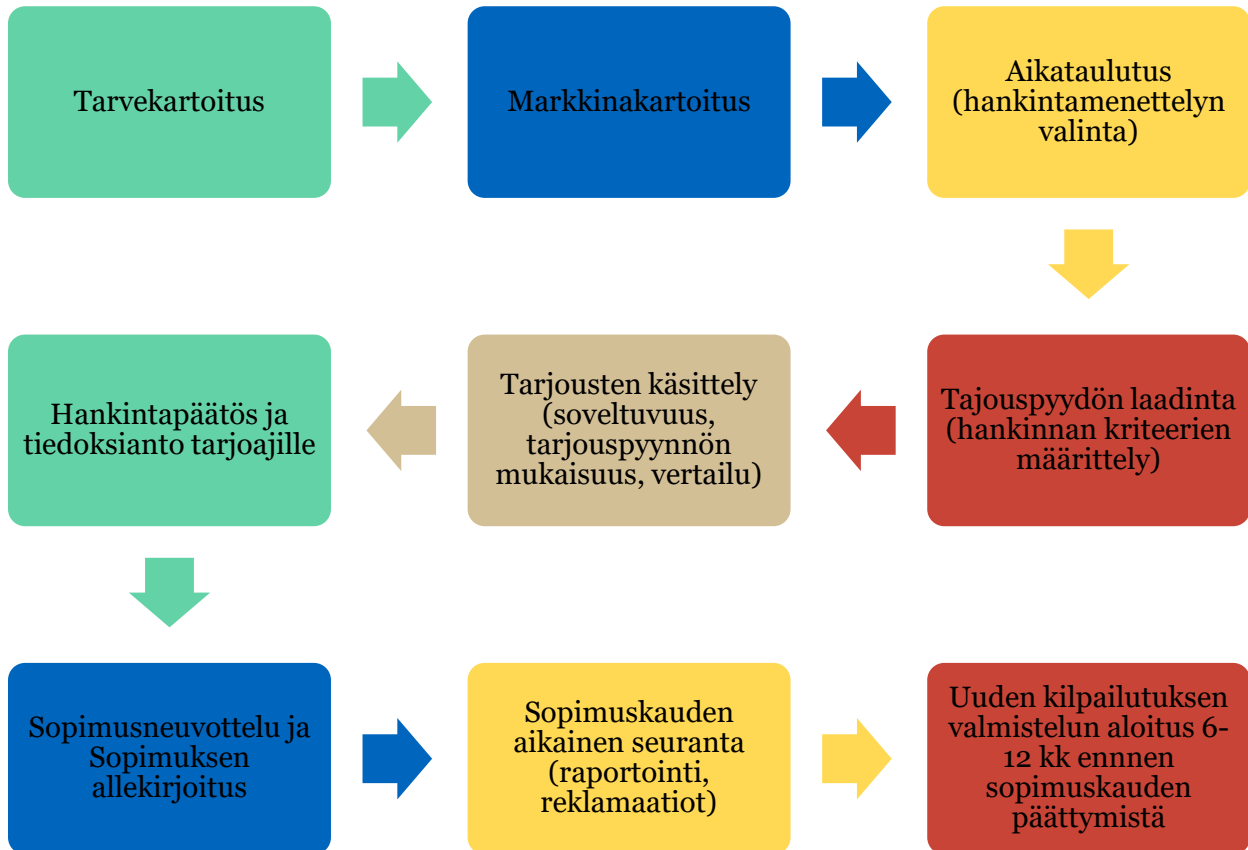 Tarvekartoitus
Markkinakartoitus
Aikataulutus
(hankintamenettelyn
valinta)
Tajouspyydön laadinta
(hankinnan kriteerien
määrittely)
Tarjousten käsittely
(soveltuvuus,
tarjouspyynnön
mukaisuus, vertailu)
Hankintapäätös ja
tiedoksianto tarjoajille
Sopimusneuvottelu ja
Sopimuksen
allekirjoitus
Sopimuskauden
aikainen seuranta
(raportointi,
reklamaatiot)
Uuden kilpailutuksen
valmistelun aloitus 6-
12 kk ennnen
sopimuskauden
päättymistä